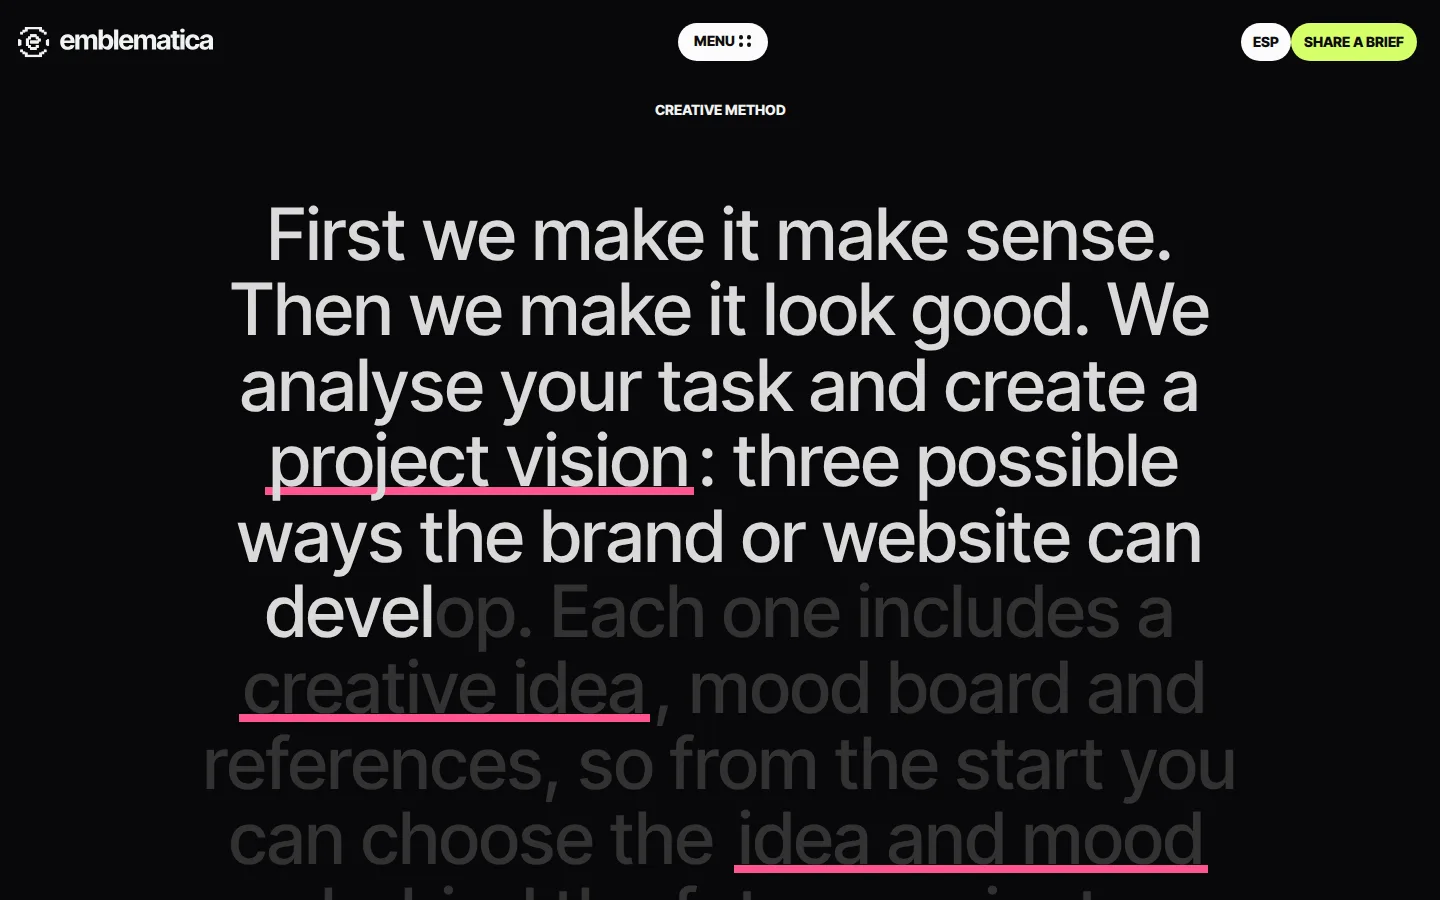 emblematica
MENU
ESP
SHARE A BRIEF
CREATIVE METHOD
First we make it make sense.
Then we make it look good. We
analyse your task and create a
project vision: three possible
ways the brand or website can
develop. Each one includes a
creative idea, mood board and
references, so from the start you
can choose the idea and mood